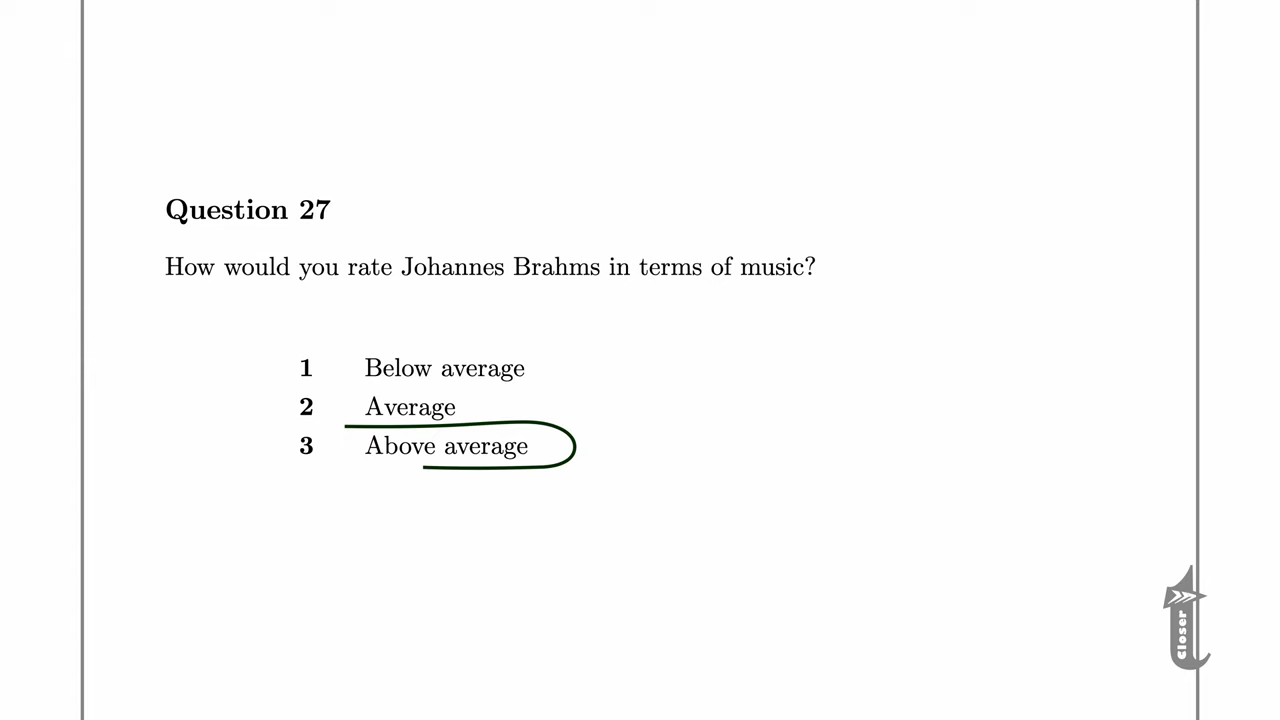 Question 27
How would you rate Johannes Brahms in terms of music?
1 Below average
2 Average
3 Above average
t
Closer